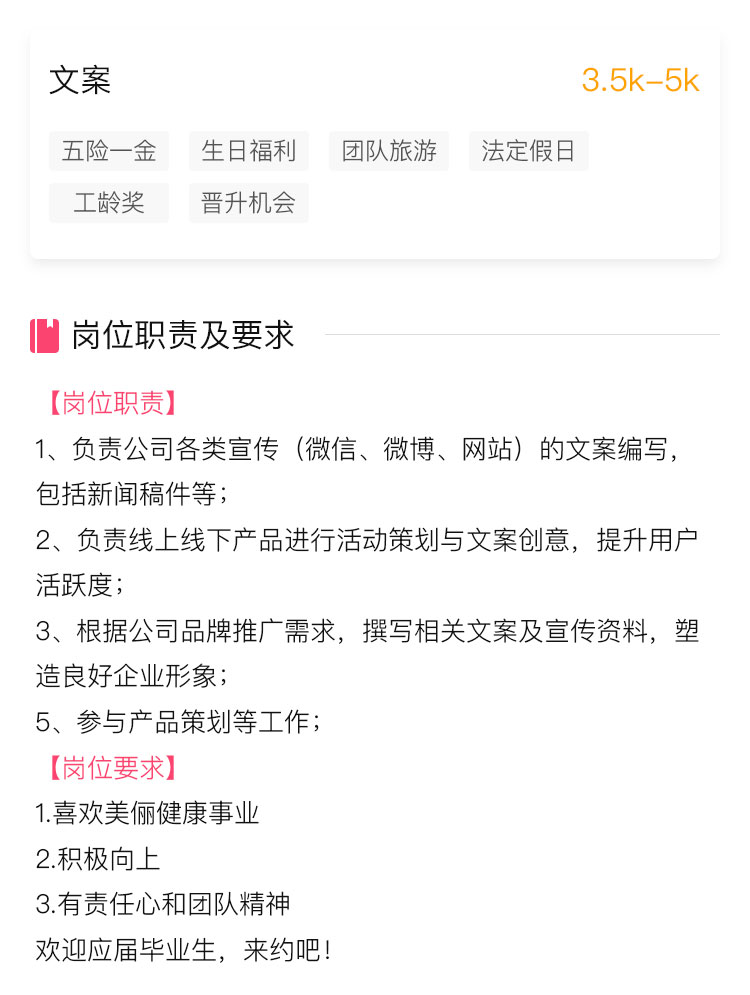 文案
3.5k-5k
五险一金 生日福利 团队旅游 法定假日
工龄奖 晋升机会
岗位职责及要求
【岗位职责】
1、负责公司各类宣传（微信、微博、网站）的文案编写，
包括新闻稿件等；
2、负责线上线下产品进行活动策划与文案创意，提升用户
活跃度；
3、根据公司品牌推广需求，撰写相关文案及宣传资料，塑
造良好企业形象；
5、参与产品策划等工作；
【岗位要求】
1.喜欢美俪健康事业
2.积极向上
3.有责任心和团队精神
欢迎应届毕业生，来约吧！